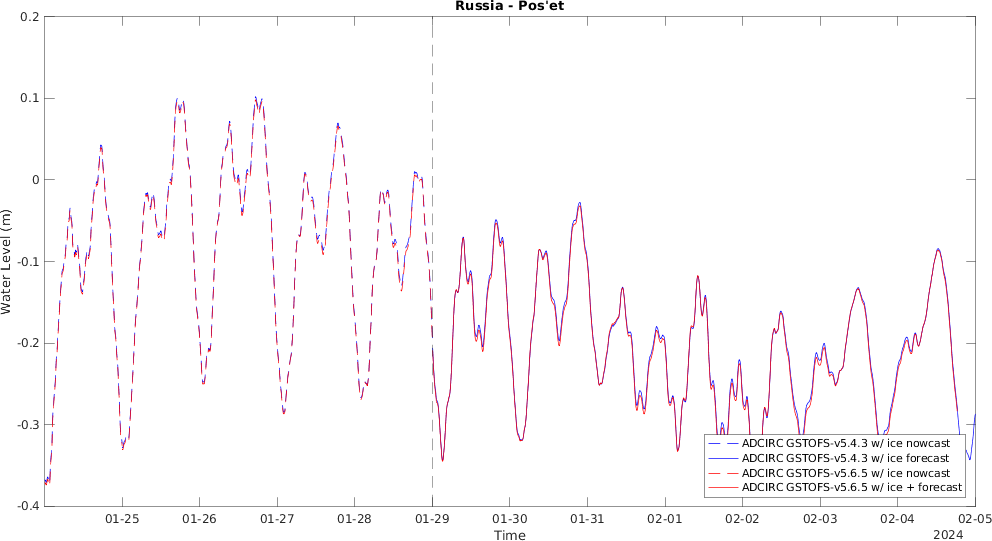 Russia - Pos'et
0.2
0.1
0
-0.1
-0.2
-0.3
-0.4
Water Level (m)
ADCIRC GSTOFS-v5.4.3 w/ ice nowcast
ADCIRC GSTOFS-v5.4.3 w/ ice forecast
ADCIRC GSTOFS-v5.6.5 w/ ice nowcast
ADCIRC GSTOFS-v5.6.5 w/ ice + forecast
01-25 01-26 01-27 01-28 01-29 01-30 01-31 02-01 02-02 02-03 02-04 02-05
Time
2024